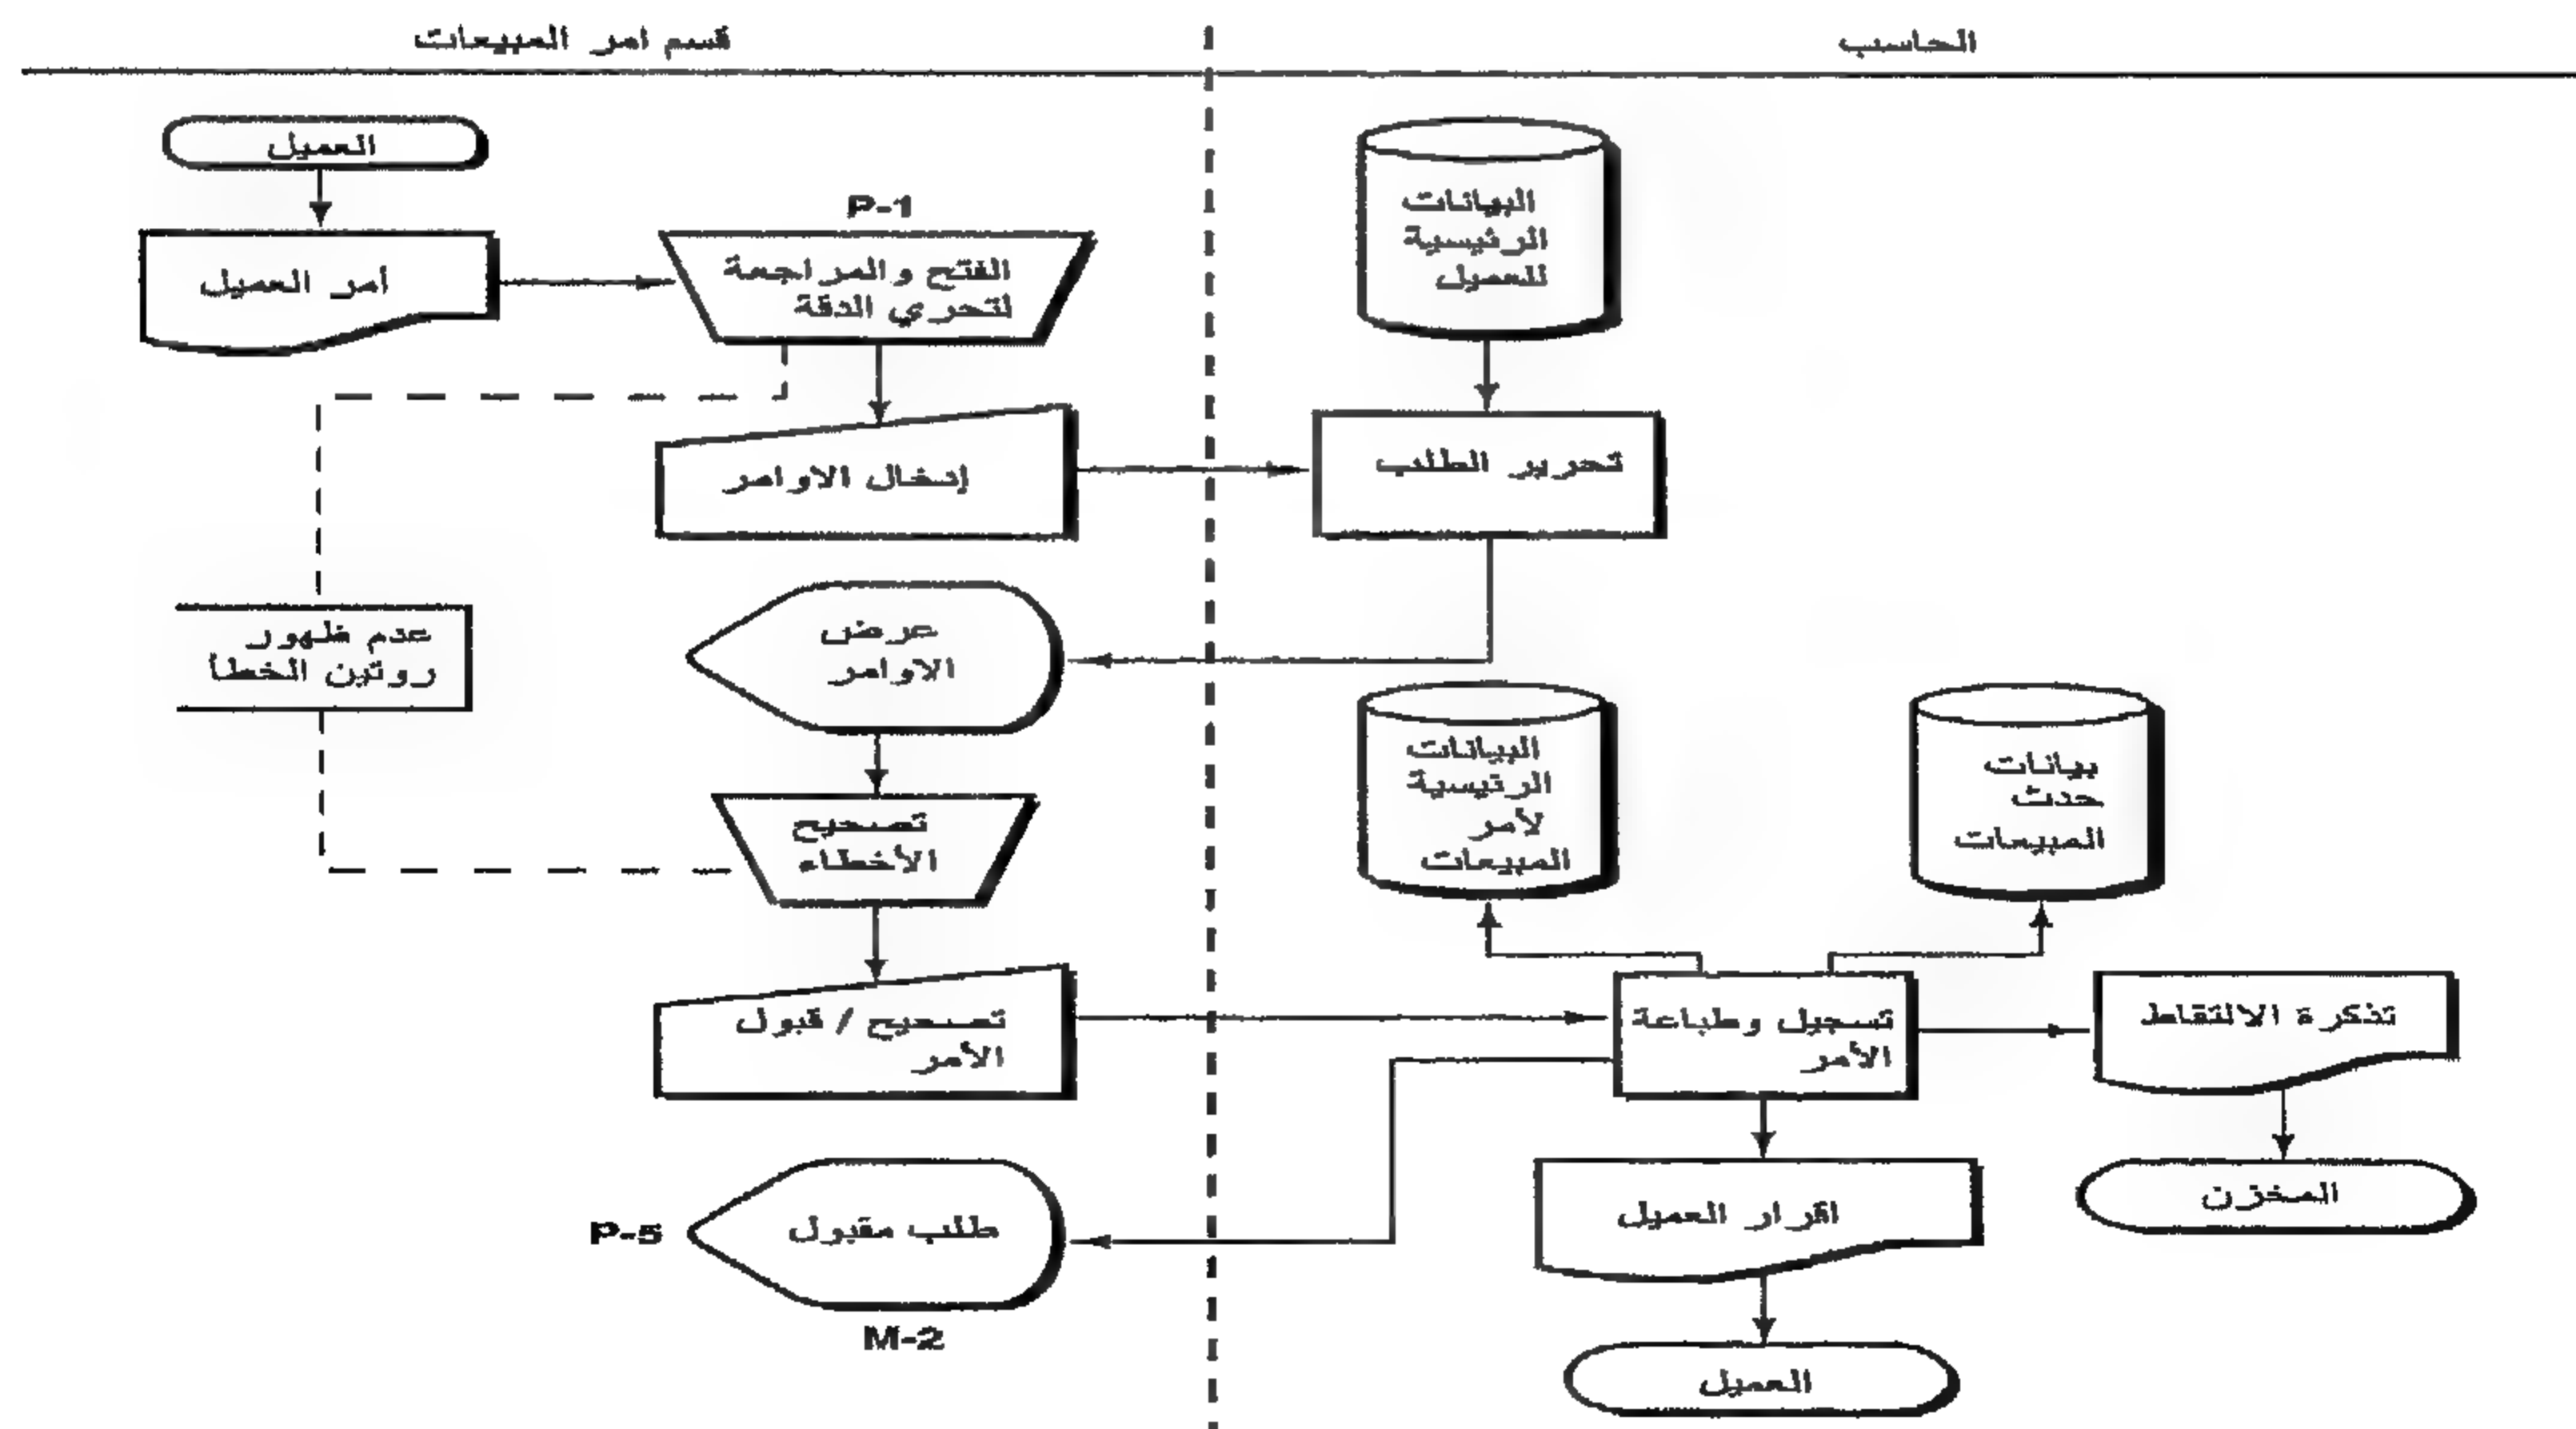 قسم امر المبيعات
الحاسب
العميل
أمر العميل
P-1
الفتح والمراجعة
لتحري الدقة
إدخال الاوامر
عدم ظهور
روتين الخطأ
عرض
الاوامر
تصحيح
الأخطاء
تصحيح / قبول
الأمر
P-5
طلب مقبول
M-2
البيانات
الرئيسية
للعميل
تحرير الطلب
البيانات
الرئيسية
لأمر
المبيعات
بيانات
حدث
المبيعات
تسجيل وطباعة
الأمر
تذكرة الالتقاط
المخزن
اقرار العميل
العميل